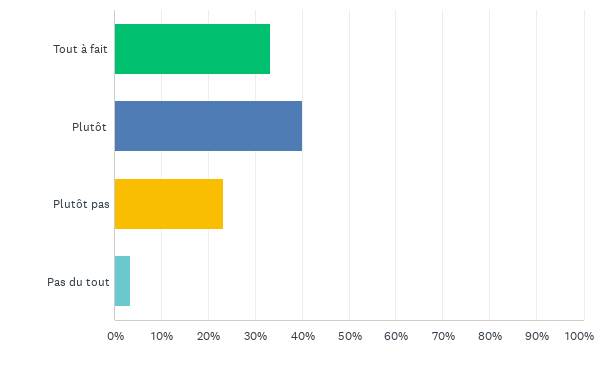 Tout à fait
Plutôt
Plutôt pas
Pas du tout
0% 10% 20% 30% 40% 50% 60% 70% 80% 90% 100%